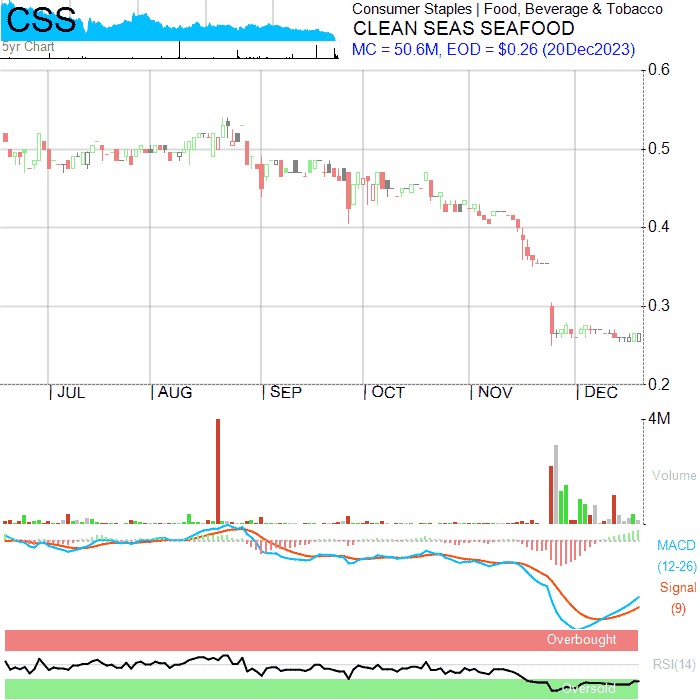 CSS
5yr Chart
Consumer Staples | Food, Beverage & Tobacco
CLEAN SEAS SEAFOOD
MC = 50.6M, EOD = $0.26 (20Dec2023)
0.6
0.5
0.4
0.3
0.2
JUL AUG SEP OCT NOV DEC
4M
Volume
MACD
(12-26)
Signal
(9)
Overbought
RSI(14)
Oversold